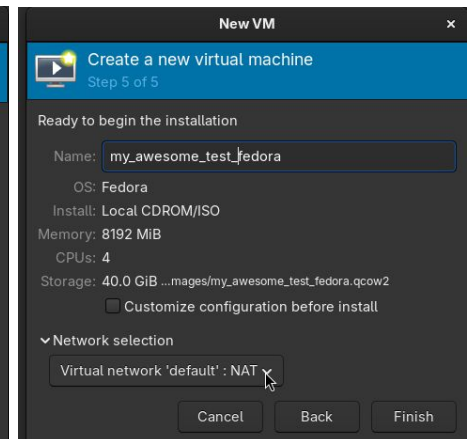 New VM
×
Create a new virtual machine
Step 5 of 5
Ready to begin the installation
Name: my_awesome_test_fedora
OS: Fedora
Install: Local CDROM/ISO
Memory: 8192 MiB
CPUs: 4
Storage: 40.0 GiB ...mages/my_awesome_test_fedora.qcow2
Customize configuration before install
Network selection
Virtual network 'default' : NAT
Cancel Back Finish